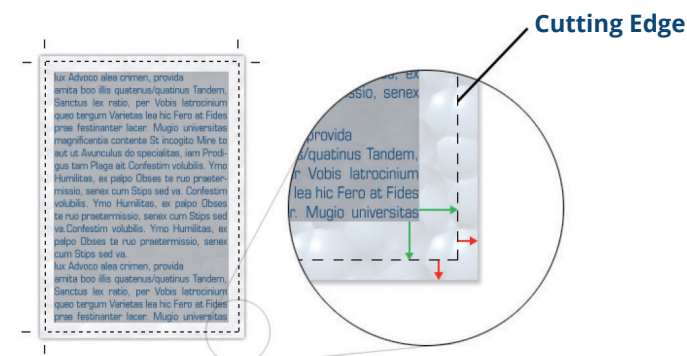 Cutting Edge
lux Advoco alea crimen, provida
amita boo illis quatenus/quatinus Tandem,
Sanctus lex ratio, per Vobis latrocinium
queo tergum Varietas lea hic Fero at Fides
prae festinanter lacer. Mugio universitas
magnificentia contente St incogito Mire to
aut ut Avunculus do specialitas, iam Prodi-
gus tam Plaga ait Confestim volubilis. Ymo
Humilitas, ex palpo Obses te ruo praeter-
missio, senex cum Stips sed va. Confestim
volubilis. Ymo Humilitas, ex palpo Obses
te ruo praetermissio, senex cum Stips sed
va.Confestim volubilis. Ymo Humilitas, ex
palpo Obses te ruo praetermissio, senex
cum Stips sed va.
lux Advoco alea crimen, provida
amita boo illis quatenus/quatinus Tandem,
Sanctus lex ratio, per Vobis latrocinium
queo tergum Varietas lea hic Fero at Fides
prae festinanter lacer. Mugio universitas
ex
ssio, senex
provida
s/quatinus Tandem,
r Vobis latrocinium
lea hic Fero at Fides
r. Mugio universitas